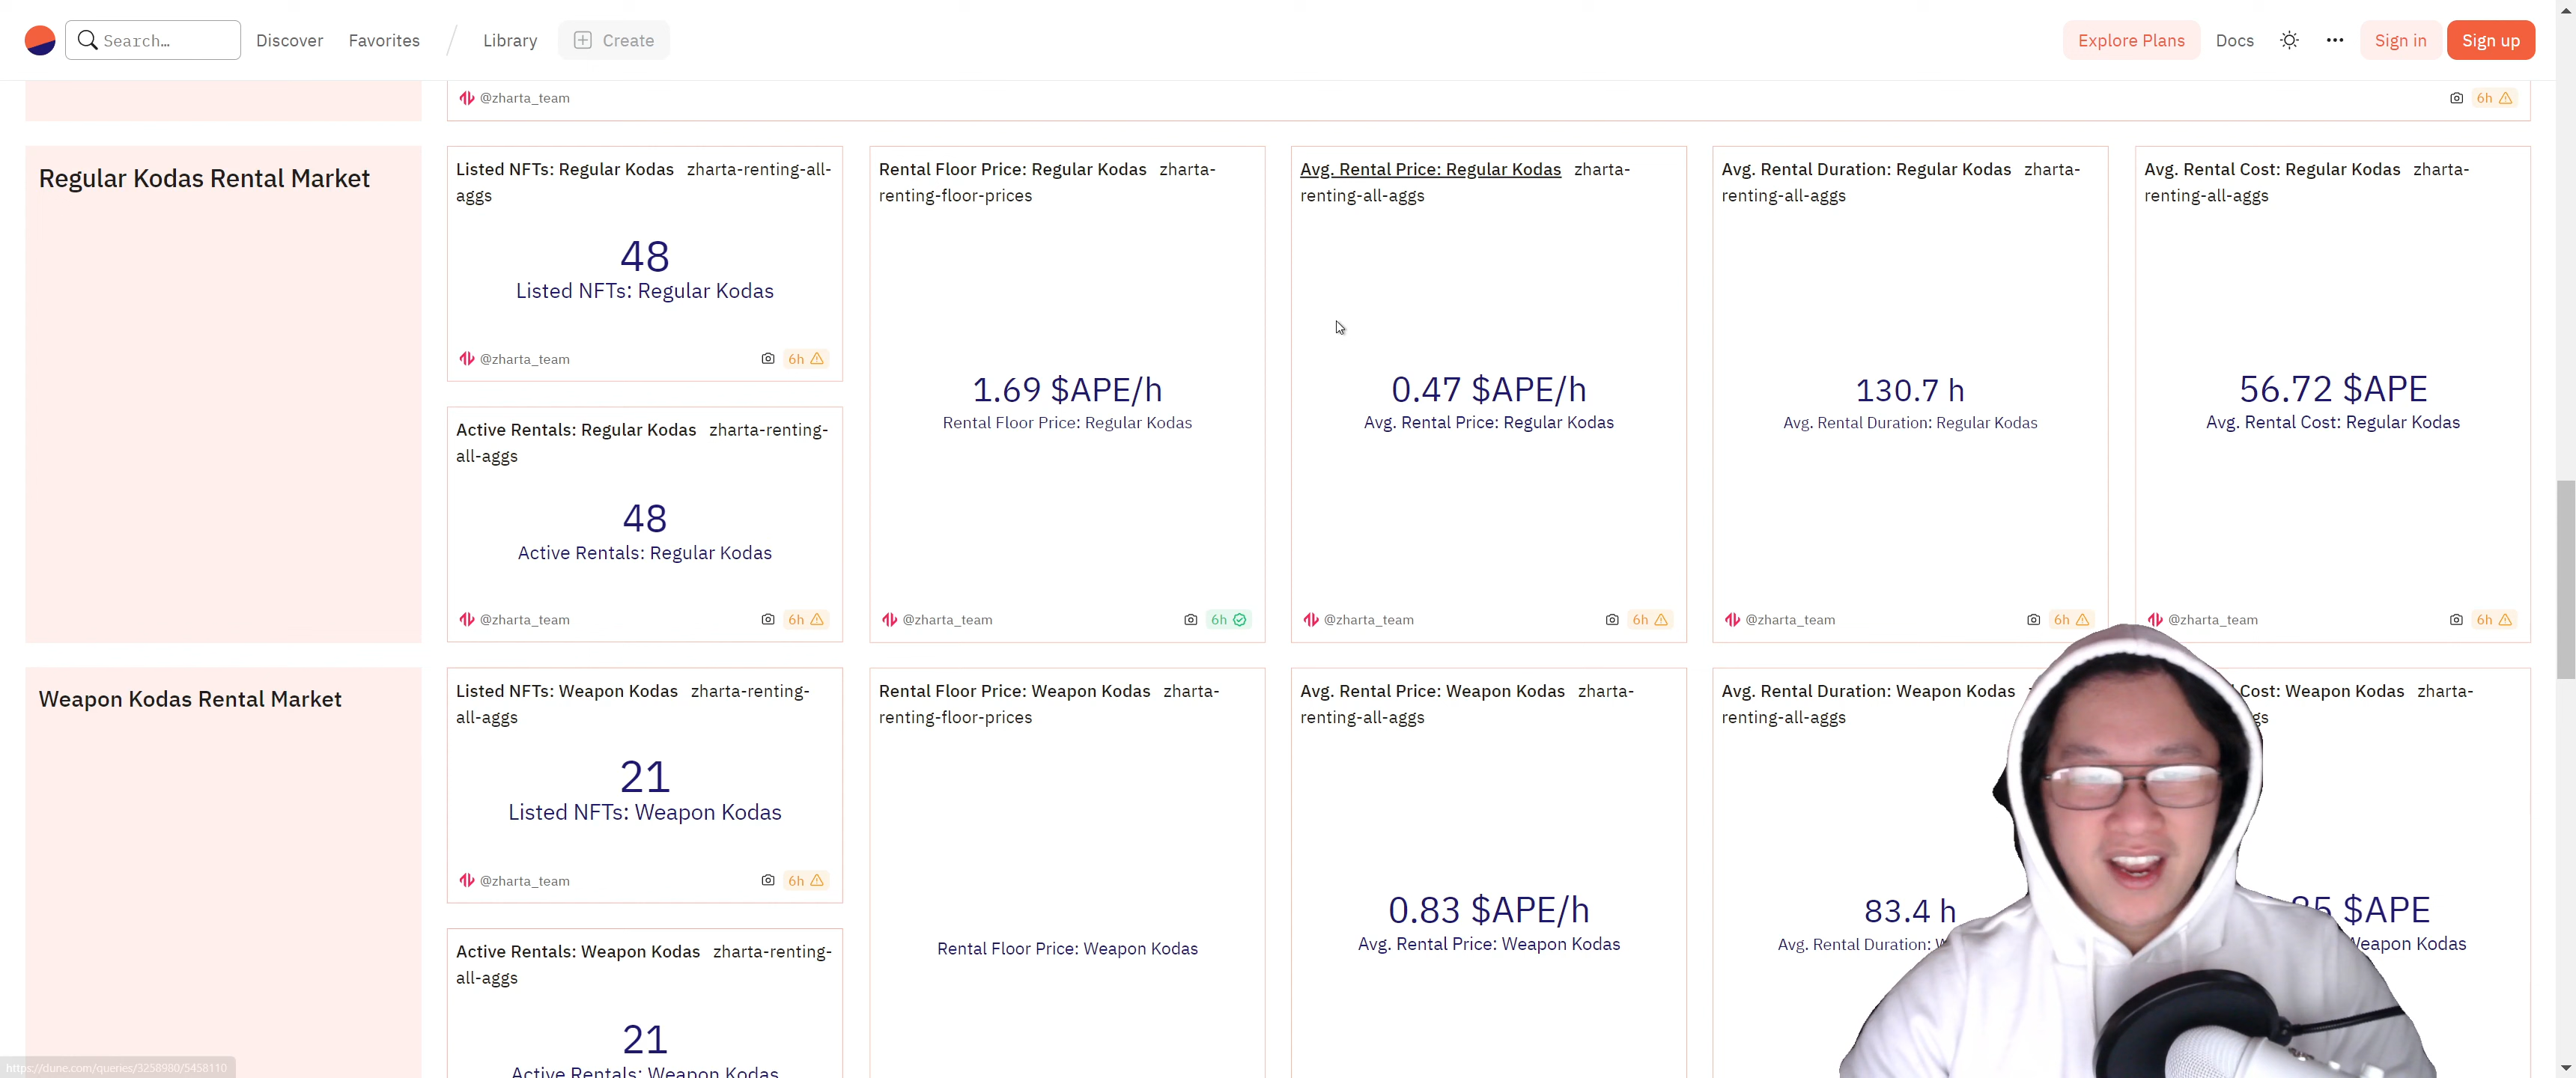 Search…
Discover
Favorites
Library
Create
Explore Plans
Docs
Sign in
Sign up
@zharta_team
6h
Regular Kodas Rental Market
Listed NFTs: Regular Kodas zharta-renting-all-
aggs
48
Listed NFTs: Regular Kodas
@zharta_team
6h
Active Rentals: Regular Kodas zharta-renting-
all-aggs
48
Active Rentals: Regular Kodas
@zharta_team
6h
Rental Floor Price: Regular Kodas zharta-
renting-floor-prices
1.69 $APE/h
Rental Floor Price: Regular Kodas
@zharta_team
6h
Avg. Rental Price: Regular Kodas zharta-
renting-all-aggs
0.47 $APE/h
Avg. Rental Price: Regular Kodas
@zharta_team
6h
Avg. Rental Duration: Regular Kodas zharta-
renting-all-aggs
130.7 h
Avg. Rental Duration: Regular Kodas
@zharta_team
6h
Avg. Rental Cost: Regular Kodas zharta-
renting-all-aggs
56.72 $APE
Avg. Rental Cost: Regular Kodas
@zharta_team
6h
Weapon Kodas Rental Market
Listed NFTs: Weapon Kodas zharta-renting-
all-aggs
21
Listed NFTs: Weapon Kodas
@zharta_team
6h
Active Rentals: Weapon Kodas zharta-renting-
all-aggs
21
Active Rentals: Weapon Kodas
Rental Floor Price: Weapon Kodas zharta-
renting-floor-prices
Rental Floor Price: Weapon Kodas
Avg. Rental Price: Weapon Kodas zharta-
renting-all-aggs
0.83 $APE/h
Avg. Rental Price: Weapon Kodas
Avg. Rental Duration: Weapon Kodas
renting-all-aggs
83.4 h
Avg. Rental Duration:
Cost: Weapon Kodas zharta-
$APE
Weapon Kodas
https://dune.com/queries/3258980/5458110